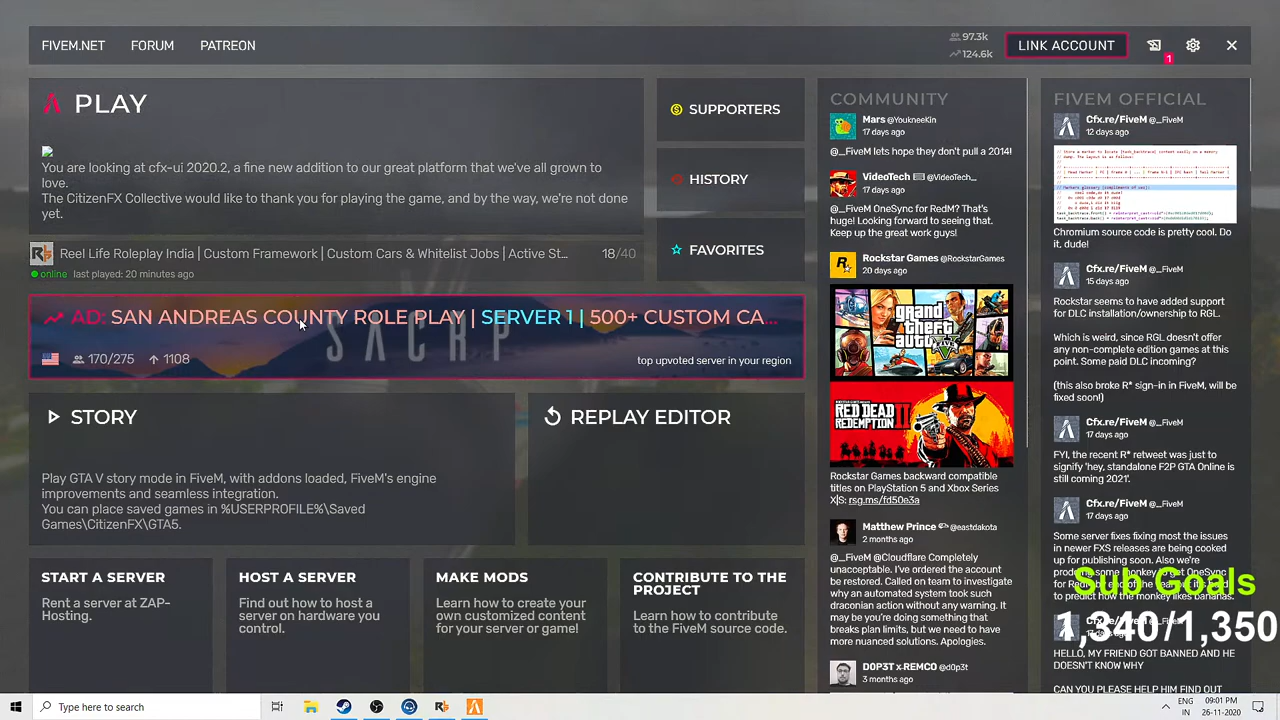 FIVEM.NET FORUM PATREON
97.3k
124.6k
LINK ACCOUNT
1
PLAY
You are looking at cfx-ui 2020.2, a fine new addition to the
love.
The CitizenFX Collective would like to thank you for playing
yet.
Reel Life Roleplay India | Custom Framework | Custom Cars & Whitelist Jobs | Active St... 18/40
online last played: 20 minutes ago
SUPPORTERS
HISTORY
FAVORITES
AD: SAN ANDREAS COUNTY ROLE PLAY | SERVER 1 | 500+ CUSTOM CA...
SACRP
170/275 1108
top upvoted server in your region
STORY
Play GTA V story mode in FiveM, with addons loaded, FiveM's engine
improvements and seamless integration.
You can place saved games in %USERPROFILE%\Saved
Games\CitizenFX\GTA5.
REPLAY EDITOR
START A SERVER
Rent a server at ZAP-
Hosting.
HOST A SERVER
Find out how to host a
server on hardware you
control.
MAKE MODS
Learn how to create your
own customized content
for your server or game!
CONTRIBUTE TO THE
PROJECT
Learn how to contribute
to the FiveM source code.
COMMUNITY
Mars @YoukneeKin
17 days ago
@_FiveM lets hope they don't pull a 2014!
VideoTech @VideoTech_
17 days ago
@_FiveM OneSync for RedM? That's
epic! Looking forward to seeing that.
Keep up the great work guys!
Rockstar Games @RockstarGames
20 days ago
grand
theft
auto
RED DEAD
REDEMPTION
II
Rockstar Games backward compatible
titles on PlayStation 5 and Xbox Series
X|S: rsg.ms/fd50e3a
Matthew Prince @eastdakota
2 months ago
@_FiveM @Cloudflare Completely
unacceptable. I've ordered the account
be restored. Called on team to investigate
why an automated system took such
draconian action without any warning. It
may be you're doing something that
breaks plan limits, but we need to have
more nuanced solutions. Apologies.
D0P3T x-REMCO @d0p3t
3 months ago
FIVEM OFFICIAL
Cfx.re/FiveM @_FiveM
12 days ago
Chromium source code is pretty cool. Do
it, dude!
Cfx.re/FiveM @_FiveM
15 days ago
Rockstar seems to have added support
for DLC installation/ownership to RGL.
Which is weird, since RGL doesn't offer
any non-complete edition games at this
point. Some paid DLC incoming?
(this also broke R* sign-in in FiveM, will be
fixed soon!)
Cfx.re/FiveM @_FiveM
17 days ago
FYI, the recent R* retweet was just to
signify 'hey, standalone F2P GTA Online is
still coming 2021'.
Cfx.re/FiveM @_FiveM
17 days ago
Some server fixes fixing most the issues
in newer FXS releases are being cooked
up for publishing soon. Also we're
to predict how the monkey likes bananas.
Sub Goals
1,340/1,350
HELLO, MY FRIEND GOT BANNED AND HE
DOESN'T KNOW WHY
CAN YOU PLEASE HELP HIM FIND OUT
Type here to search
ENG
IN
09:01 PM
26-11-2020